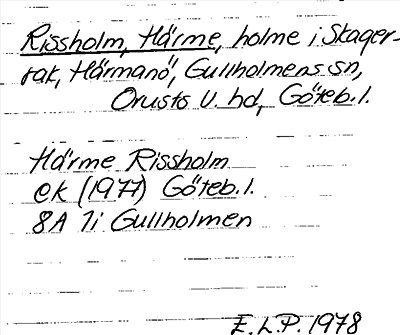 Rissholm, Härme, holme i Skager-
rak, Härmanö, Gullholmens sn,
Orusts V. hd, Göteb. l.
Härme Rissholm
ek (1977) Göteb. l.
8A 7i Gullholmen
E.L.P. 1978